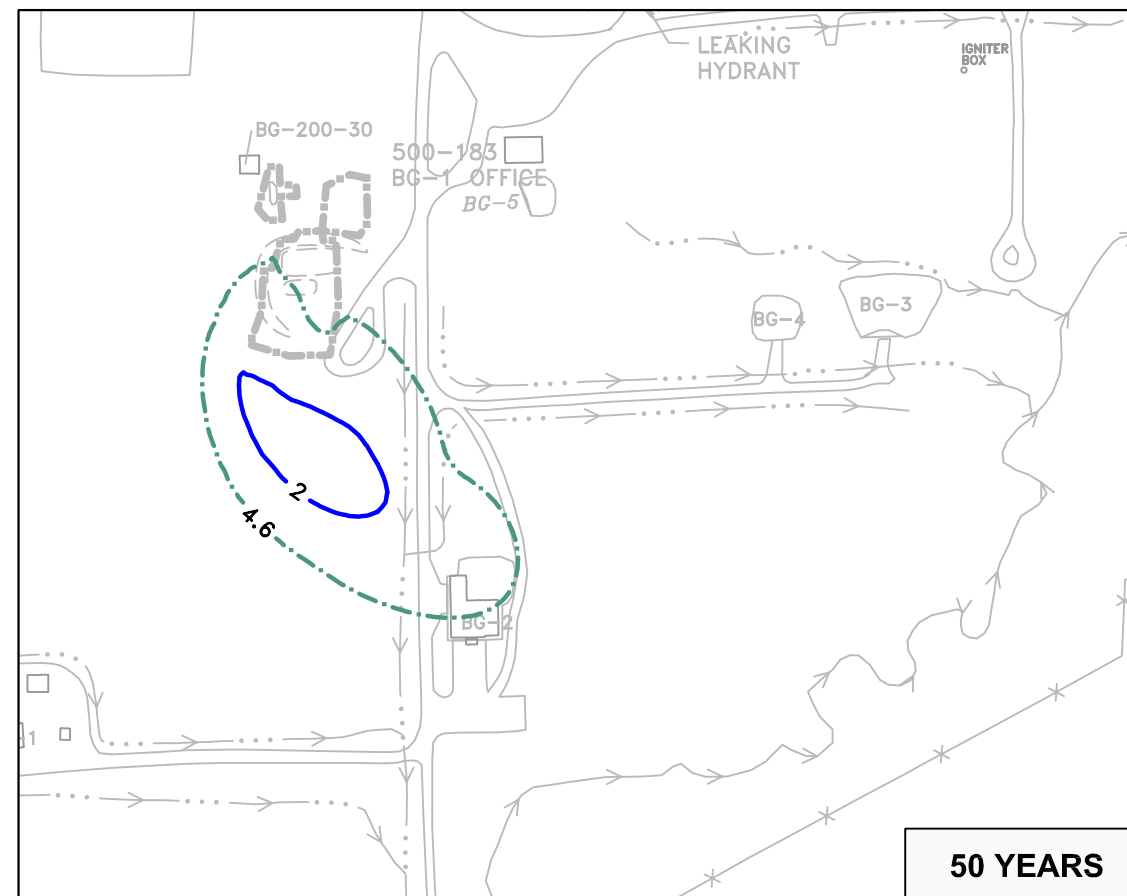 LEAKING
HYDRANT
IGNITER
BOX
BG-200-30
500-183
BG-1 OFFICE
BG-5
BG-4
BG-3
2
4.6
BG-2
1
50 YEARS